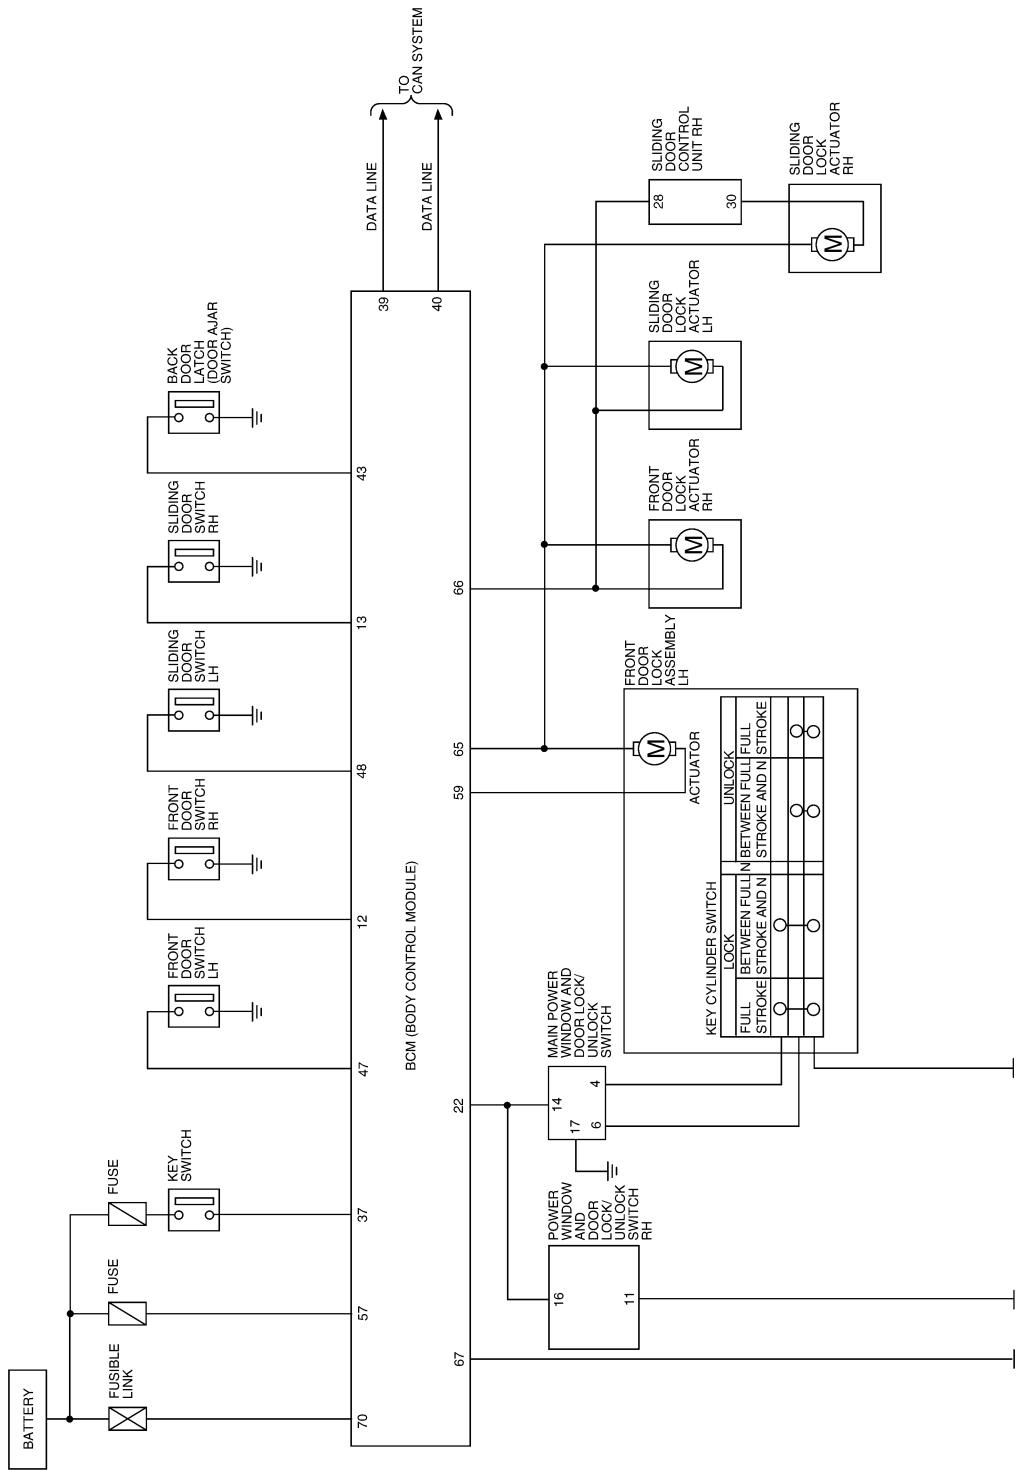 BATTERY
FUSIBLE
LINK
FUSE
FUSE
KEY
SWITCH
FRONT
DOOR
SWITCH
LH
FRONT
DOOR
SWITCH
RH
SLIDING
DOOR
SWITCH
LH
SLIDING
DOOR
SWITCH
RH
BACK
DOOR
LATCH
(DOOR AJAR
SWITCH)
70
57
37
47
12
48
13
43
39
40
DATA LINE
DATA LINE
TO
CAN SYSTEM
BCM (BODY CONTROL MODULE)
67
22
59
65
66
POWER
WINDOW
AND
DOOR
LOCK/
UNLOCK
SWITCH
RH
16
11
MAIN POWER
WINDOW AND
DOOR LOCK/
UNLOCK
SWITCH
14
17
4
6
FRONT
DOOR
LOCK
ASSEMBLY
LH
M
ACTUATOR
KEY CYLINDER SWITCH
LOCK
UNLOCK
FULL
STROKE
BETWEEN FULL
STROKE AND N
N
BETWEEN FULL
STROKE AND N
FULL
STROKE
FRONT
DOOR
LOCK
ACTUATOR
RH
M
SLIDING
DOOR
LOCK
ACTUATOR
LH
M
SLIDING
DOOR
CONTROL
UNIT RH
28
30
SLIDING
DOOR
LOCK
ACTUATOR
RH
M